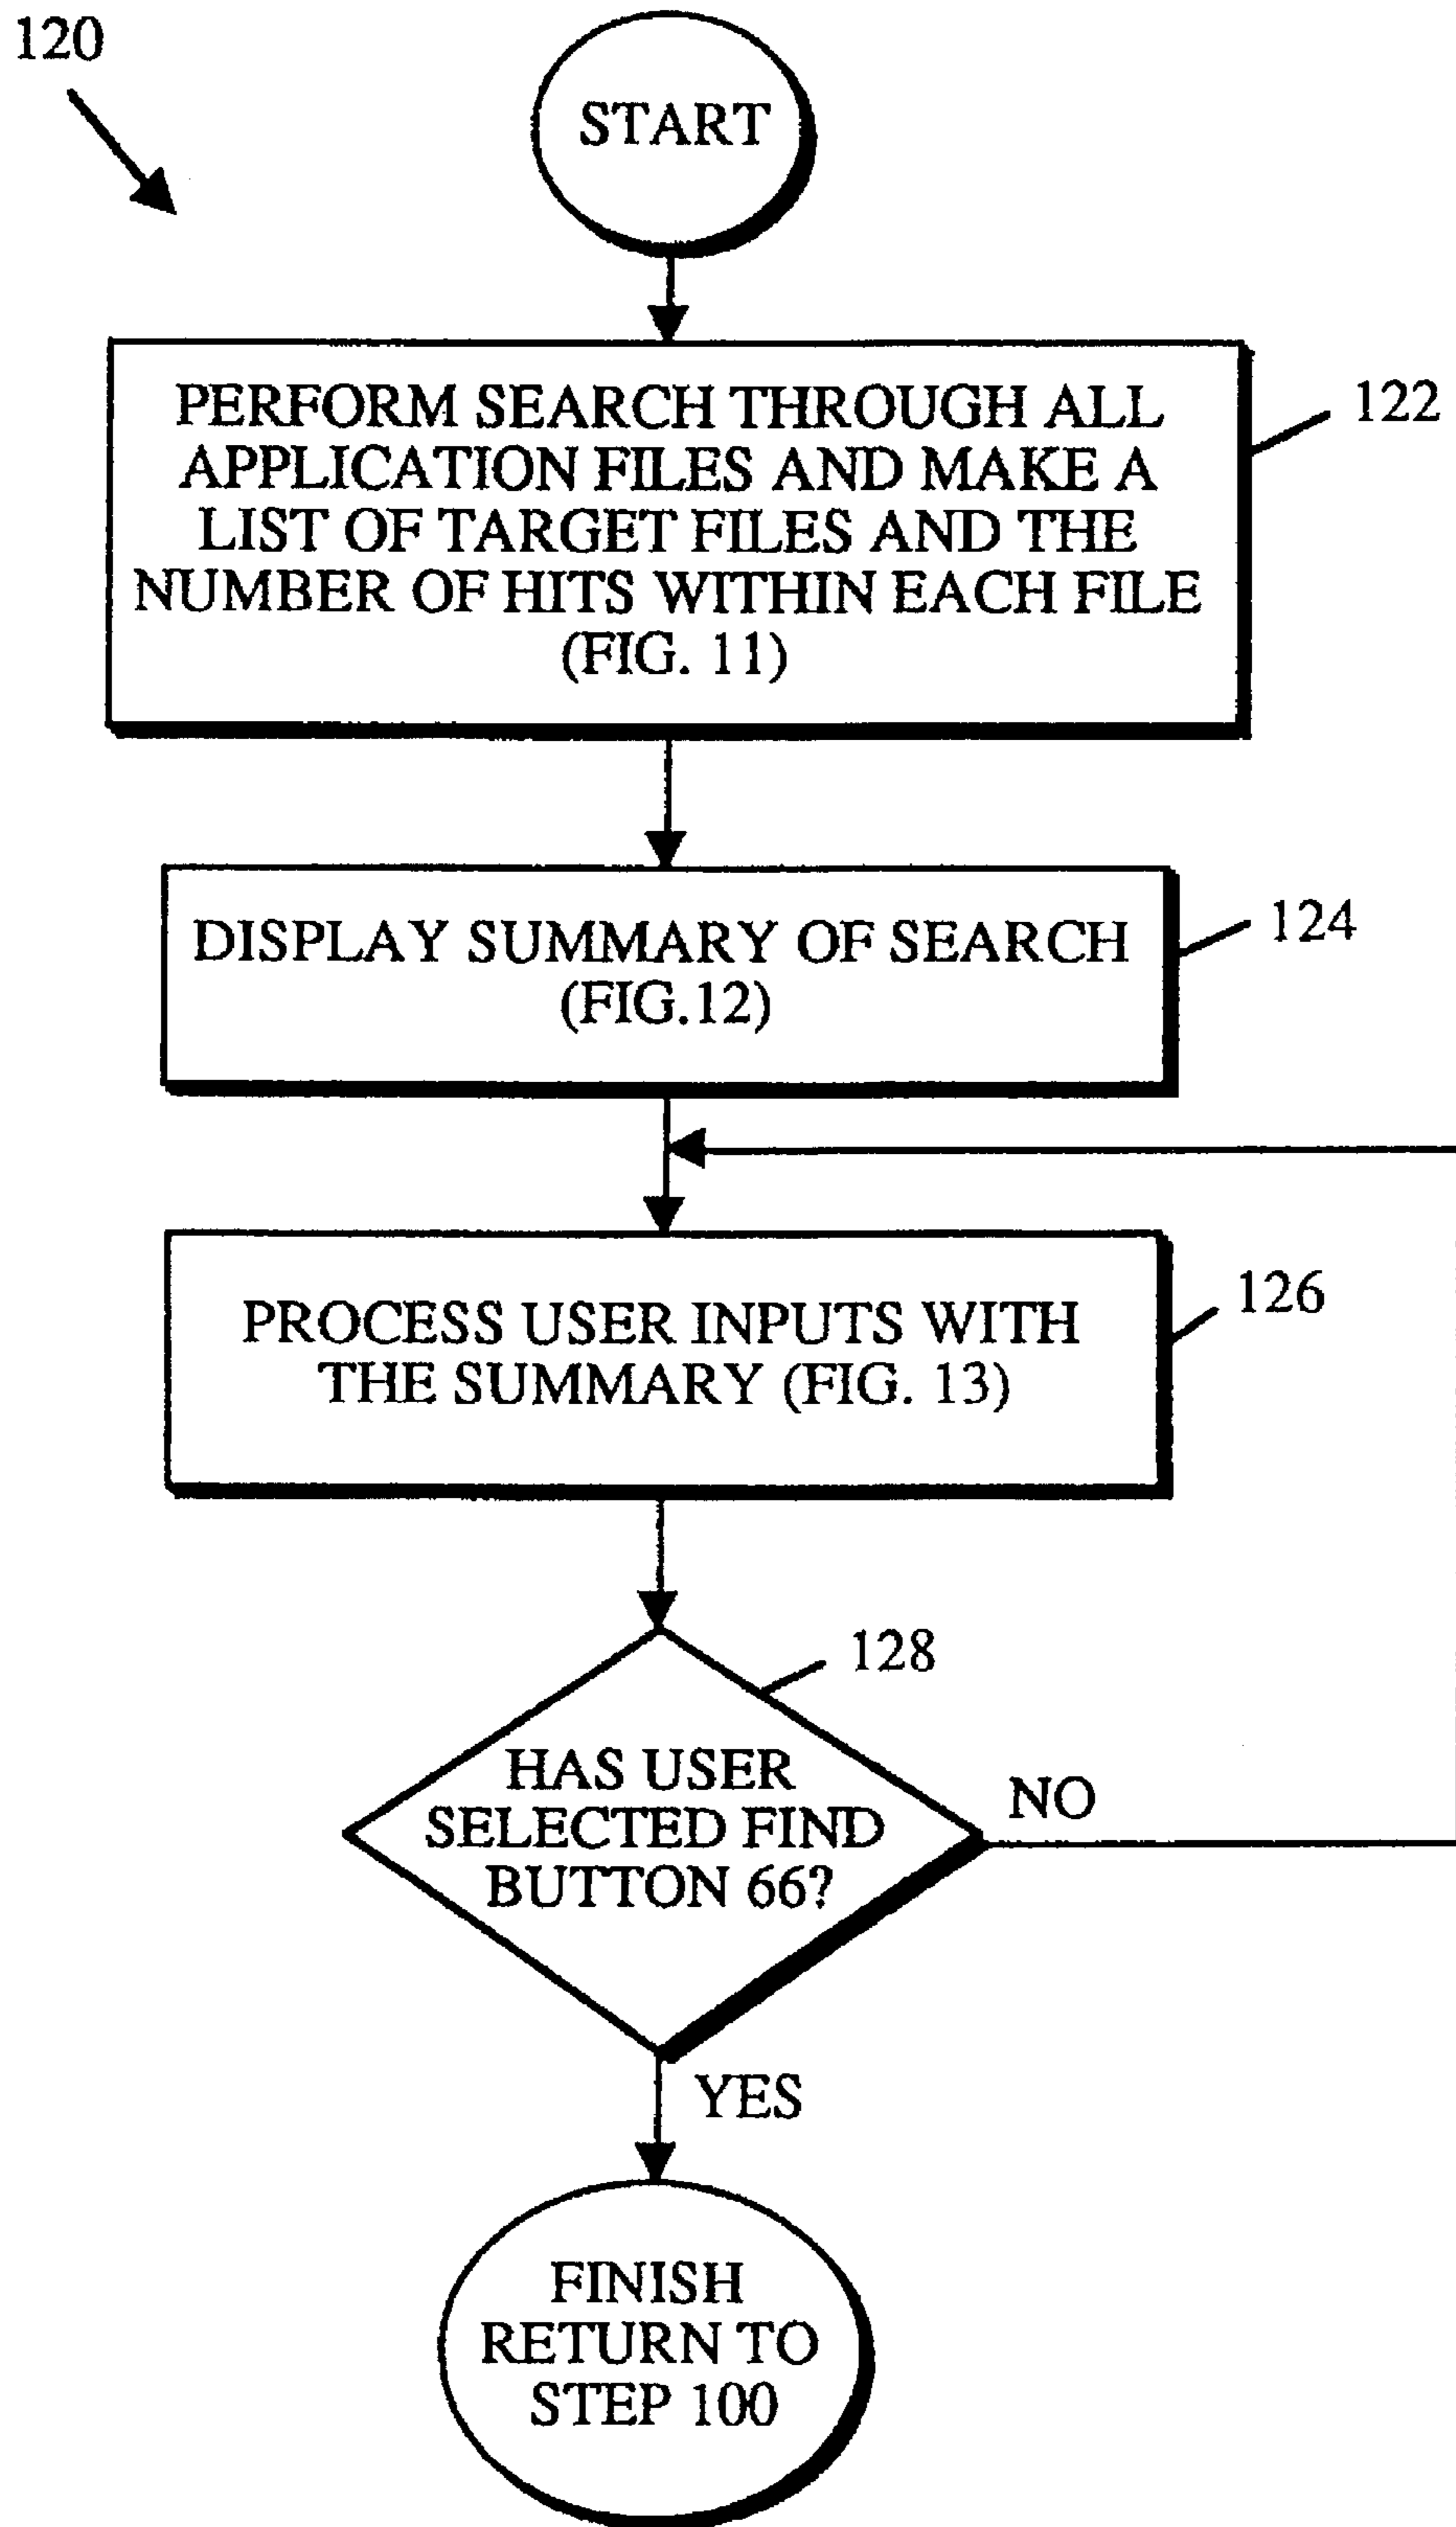 120
START
PERFORM SEARCH THROUGH ALL
APPLICATION FILES AND MAKE A
LIST OF TARGET FILES AND THE
NUMBER OF HITS WITHIN EACH FILE
(FIG. 11)
122
DISPLAY SUMMARY OF SEARCH
(FIG.12)
124
PROCESS USER INPUTS WITH
THE SUMMARY (FIG. 13)
126
128
HAS USER
SELECTED FIND
BUTTON 66?
NO
YES
FINISH
RETURN TO
STEP 100